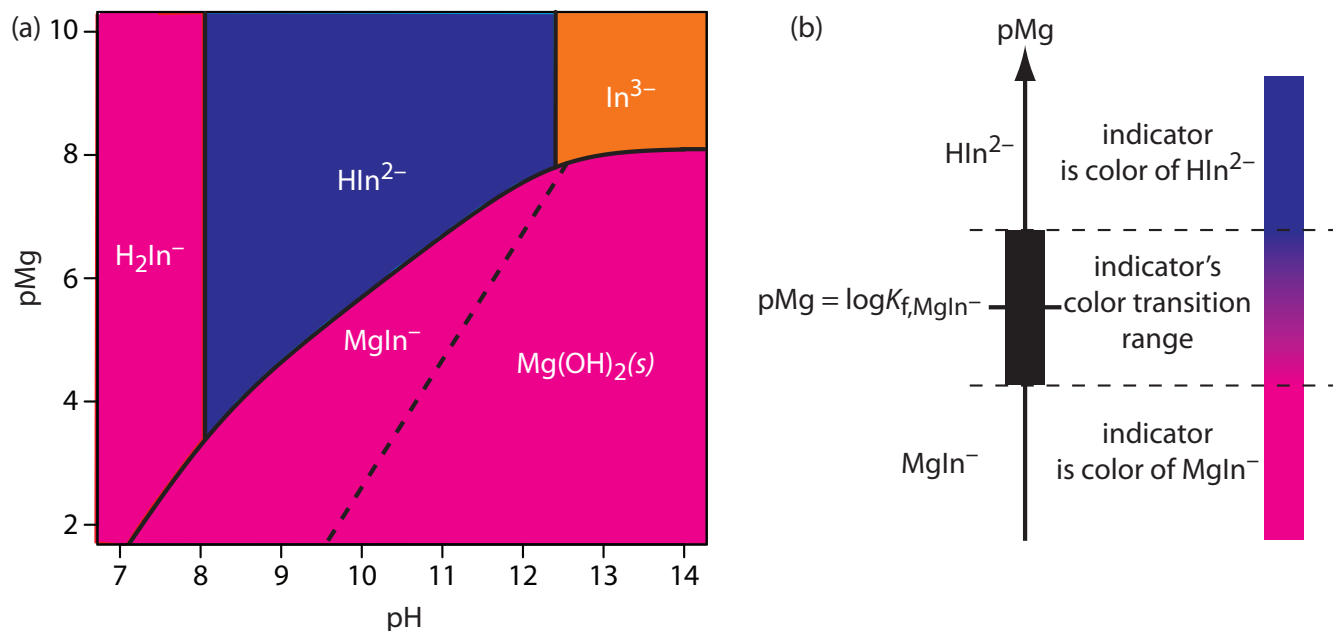 (a)
10
8
6
4
2
pMg
H₂In⁻
HIn²⁻
In³⁻
MgIn⁻
Mg(OH)₂(s)
7 8 9 10 11 12 13 14
pH
(b)
pMg
HIn²⁻
indicator
is color of HIn²⁻
pMg = logK_f,MgIn⁻
indicator's
color transition
range
MgIn⁻
indicator
is color of MgIn⁻